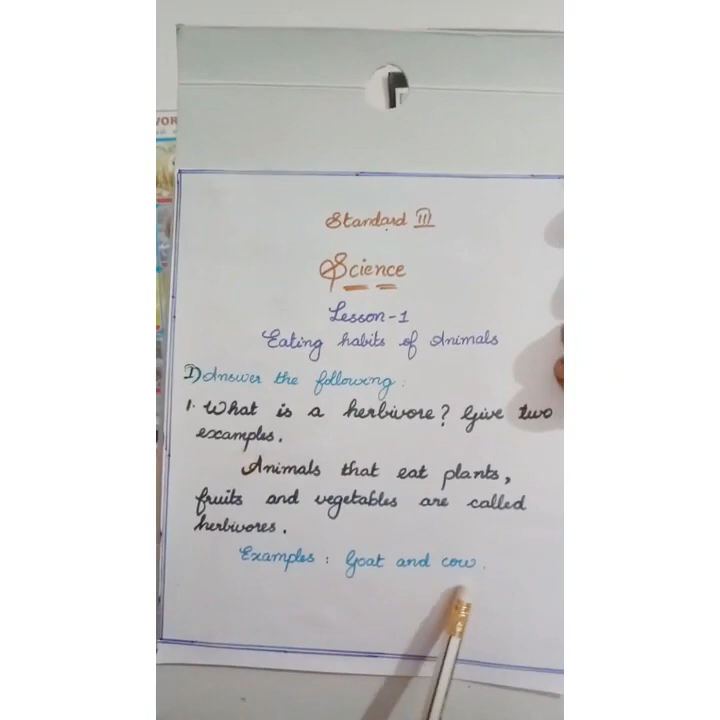 VOR
Standard III
Science
Lesson-1
Eating habits of Animals
I) Answer the following:
1. What is a herbivore? Give two
examples.
Animals that eat plants,
fruits and vegetables are called
herbivores.
Examples: Goat and cow.